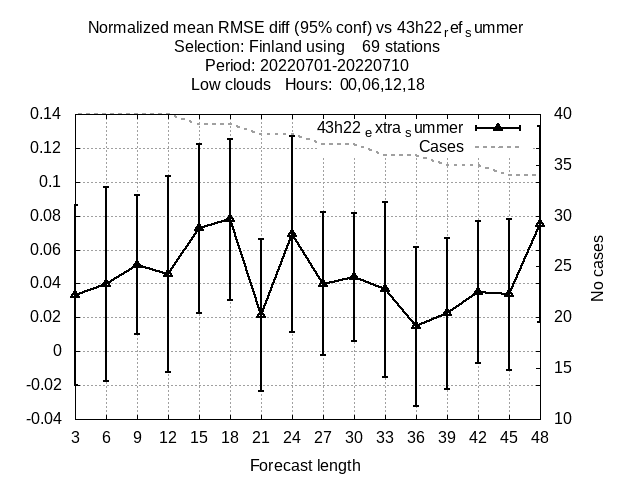 Normalized mean RMSE diff (95% conf) vs 43h22refsummer
Selection: Finland using 69 stations
Period: 20220701-20220710
Low clouds Hours: 00,06,12,18
43h22extrasummer
Cases
0.14
0.12
0.1
0.08
0.06
0.04
0.02
0
-0.02
-0.04
40
35
30
25
20
15
10
No cases
3 6 9 12 15 18 21 24 27 30 33 36 39 42 45 48
Forecast length